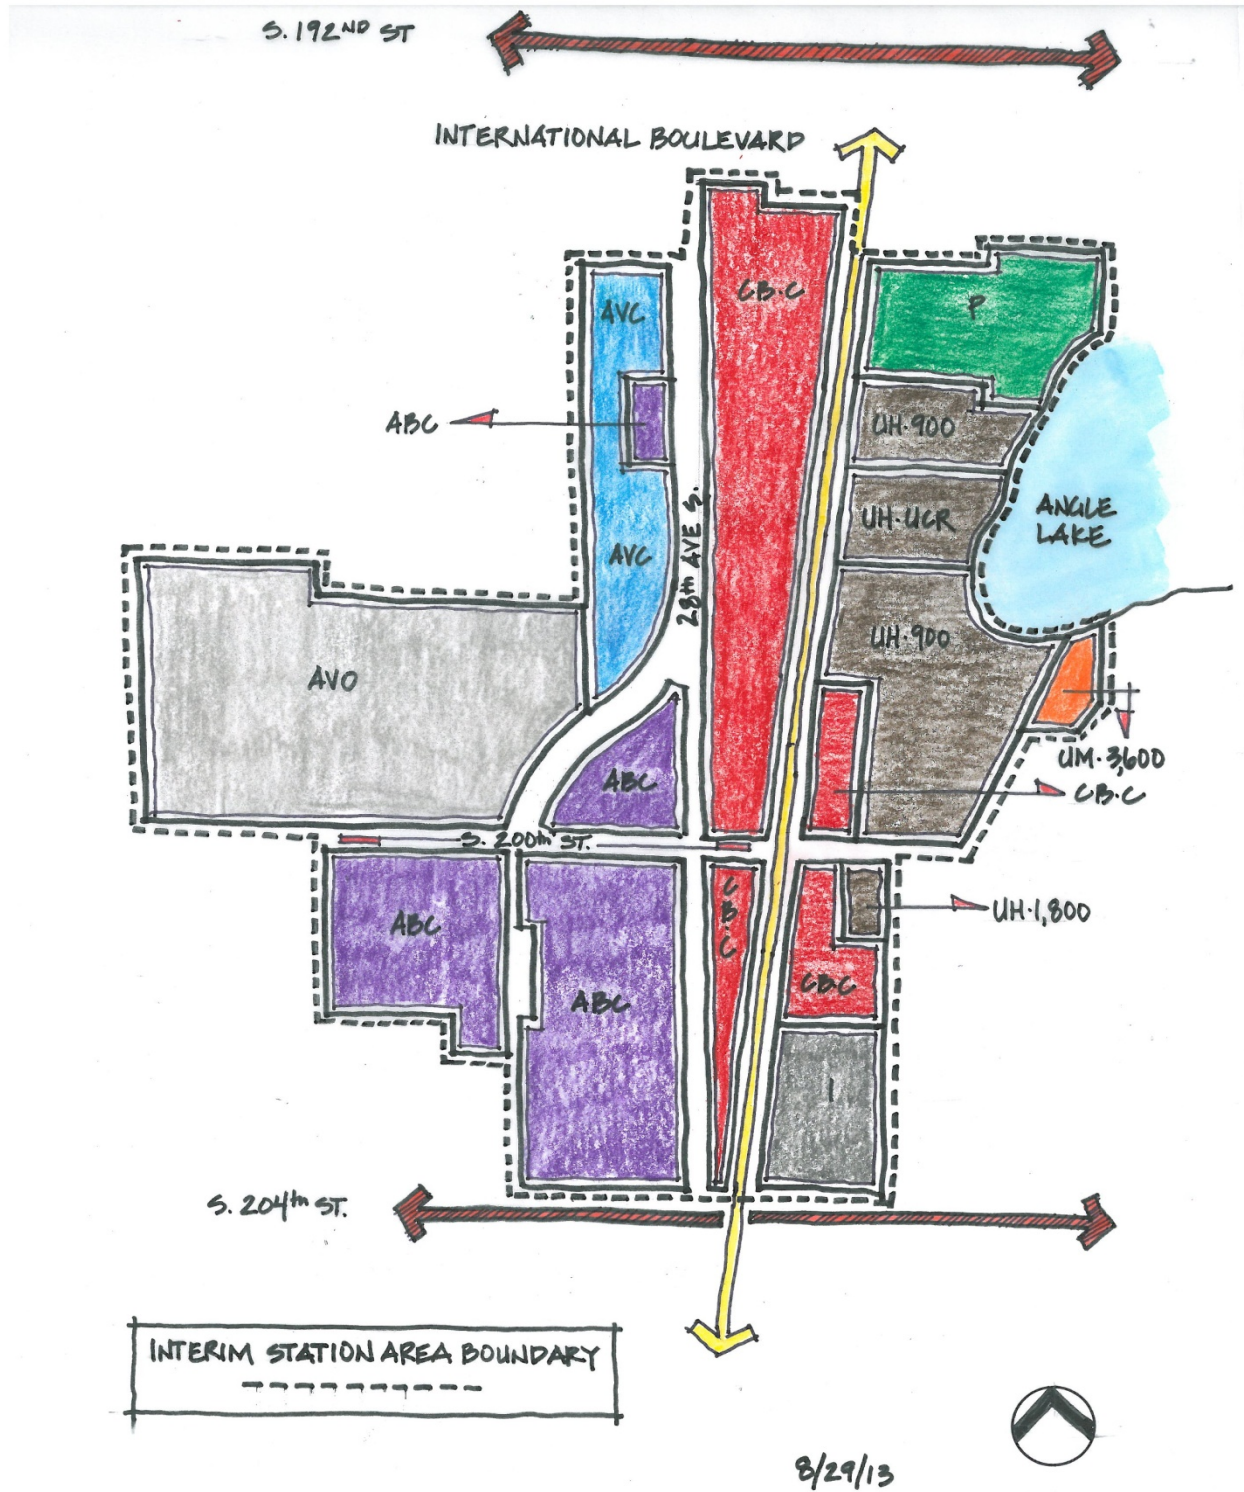 S. 192ND ST
INTERNATIONAL BOULEVARD
CB-C
P
AVC
ABC
UH-900
UH-UCR
ANGLE
LAKE
28th AVE S.
AVC
UH-900
AVO
UM-3,600
ABC
CB-C
S. 200th ST.
C
B
-
C
ABC
UH-1,800
CB-C
ABC
I
S. 204th ST.
INTERIM STATION AREA BOUNDARY
8/29/13